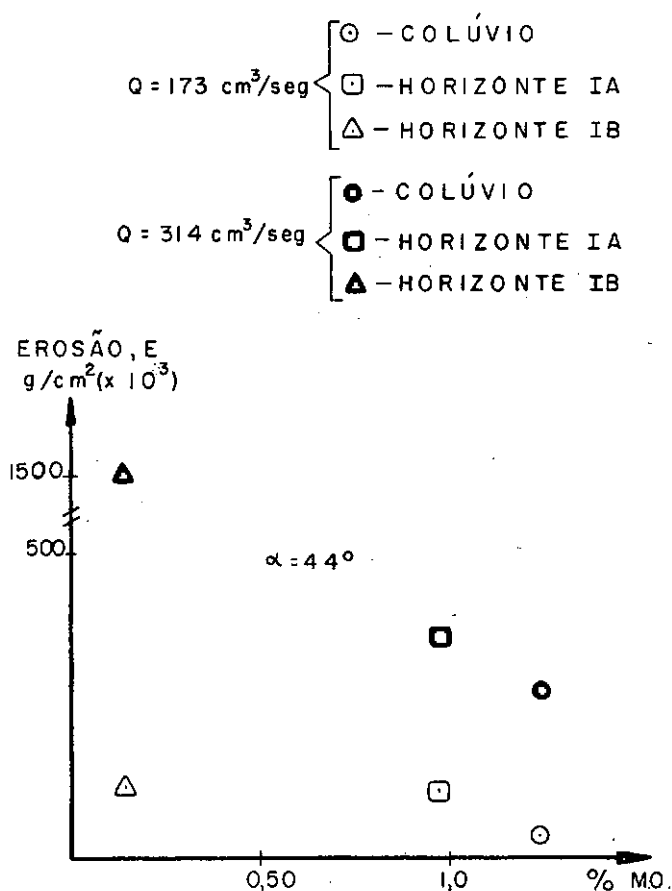 ⊙ – COLÚVIO
Q = 173 cm³/seg ⊡ – HORIZONTE IA
△ – HORIZONTE IB
○ – COLÚVIO
Q = 314 cm³/seg □ – HORIZONTE IA
△ – HORIZONTE IB
EROSÃO, E
g/cm² (x 10³)
1500
500
α = 44°
0,50 1,0 % M.O.